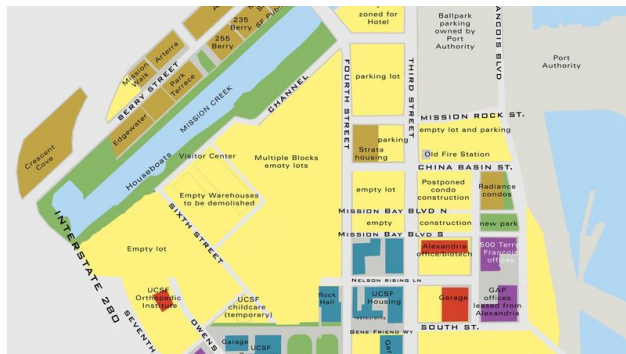 zoned for
Hotel
Ballpark
parking
owned by
Port
Authority
FRANCOIS BLVD
Port
Authority
235
Berry
255
Berry
SF Public
Arterra
Mission
Walk
BERRY STREET
Park
Terrace
Edgewater
MISSION CREEK
CHANNEL
FOURTH STREET
parking lot
THIRD STREET
Crescent
Cove
Houseboats
Visitor Center
Multiple Blocks
emoty lots
MISSION ROCK ST.
empty lot and parking
parking
Strata
housing
Old Fire Station
CHINA BASIN ST.
Empty Warehouses
to be demolished
empty lot
Postponed
condo
construction
Radiance
condos
MISSION BAY BLVD N
empty
construction
new park
MISSION BAY BLVD S
SIXTH STREET
INTERSTATE 280
Empty lot
Alexandria
office/biotech
600 Terry
Francois
offices
NELSON RISING LN
UCSF
Orthopedic
Institute
UCSF
childcare
(temporary)
Rock
Hall
UCSF
Housing
restaurants
Garage
GAP
offices
leased from
Alexandria
SEVENTH
OWENS
GENE FRIEND WY
SOUTH ST.
Garage
UCSF